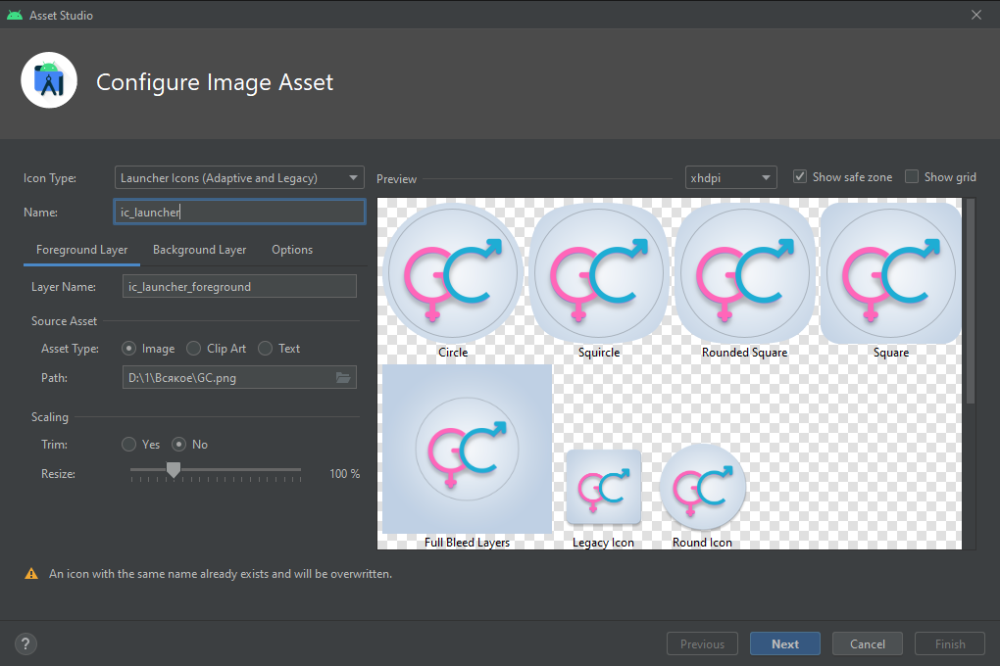 Asset Studio
Configure Image Asset
Icon Type:
Launcher Icons (Adaptive and Legacy)
Name:
ic_launcher
Foreground Layer
Background Layer
Options
Layer Name:
ic_launcher_foreground
Source Asset
Asset Type:
Image
Clip Art
Text
Path:
D:\1\Всякое\GC.png
Scaling
Trim:
Yes
No
Resize:
100 %
Preview
xhdpi
Show safe zone
Show grid
Circle
Squircle
Rounded Square
Square
Full Bleed Layers
Legacy Icon
Round Icon
An icon with the same name already exists and will be overwritten.
?
Previous
Next
Cancel
Finish